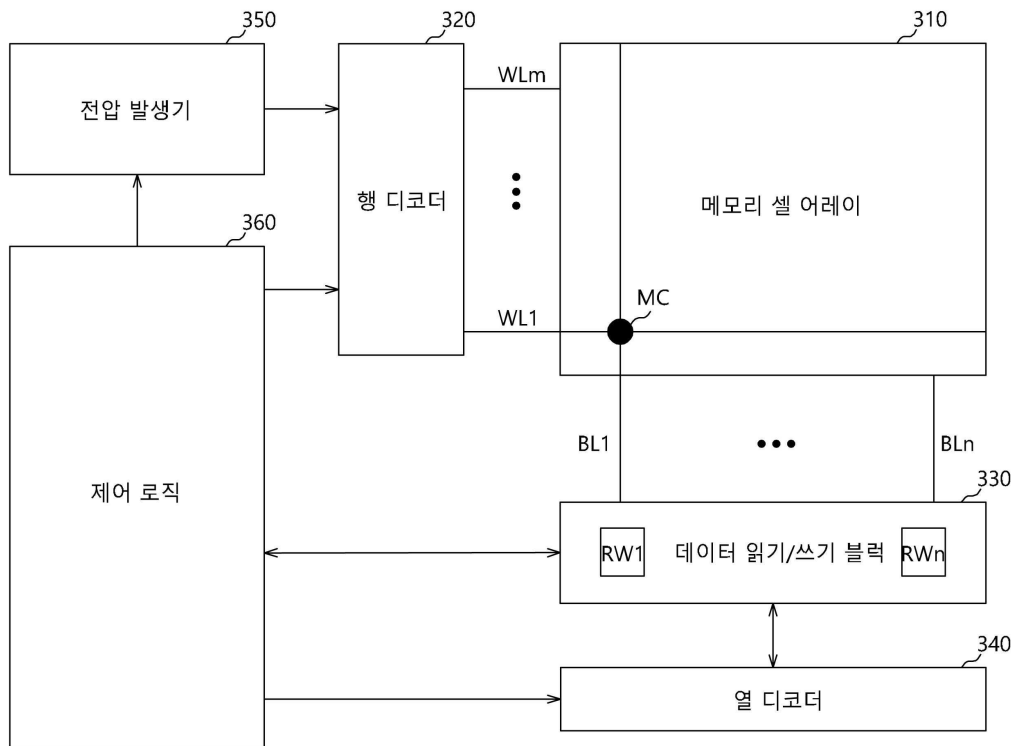 350
320
310
전압 발생기
WLm
행 디코더
메모리 셀 어레이
360
MC
WL1
BL1
BLn
제어 로직
330
RW1
데이터 읽기/쓰기 블럭
RWn
340
열 디코더